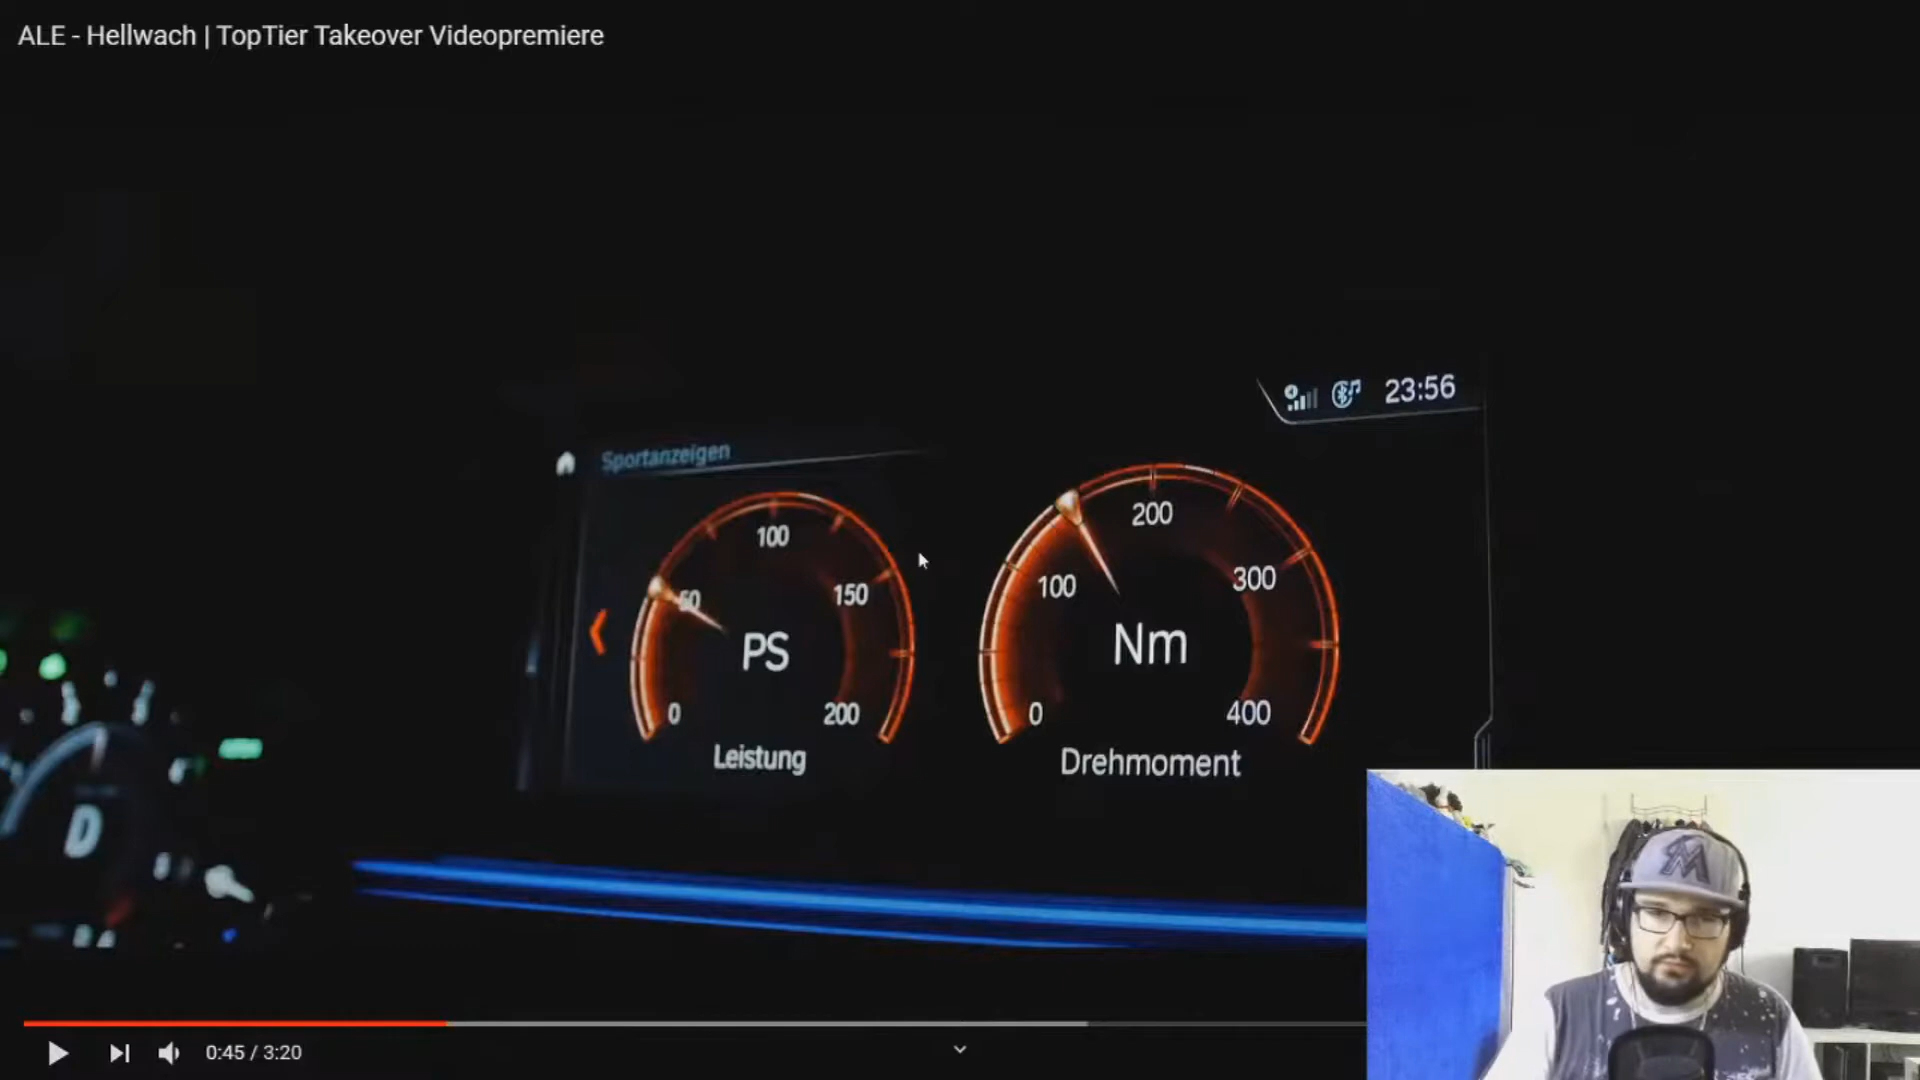 ALE - Hellwach | TopTier Takeover Videopremiere
23:56
Sportanzeigen
100
50
150
PS
0
200
Leistung
200
100
300
Nm
0
400
Drehmoment
D
M
0:45 / 3:20